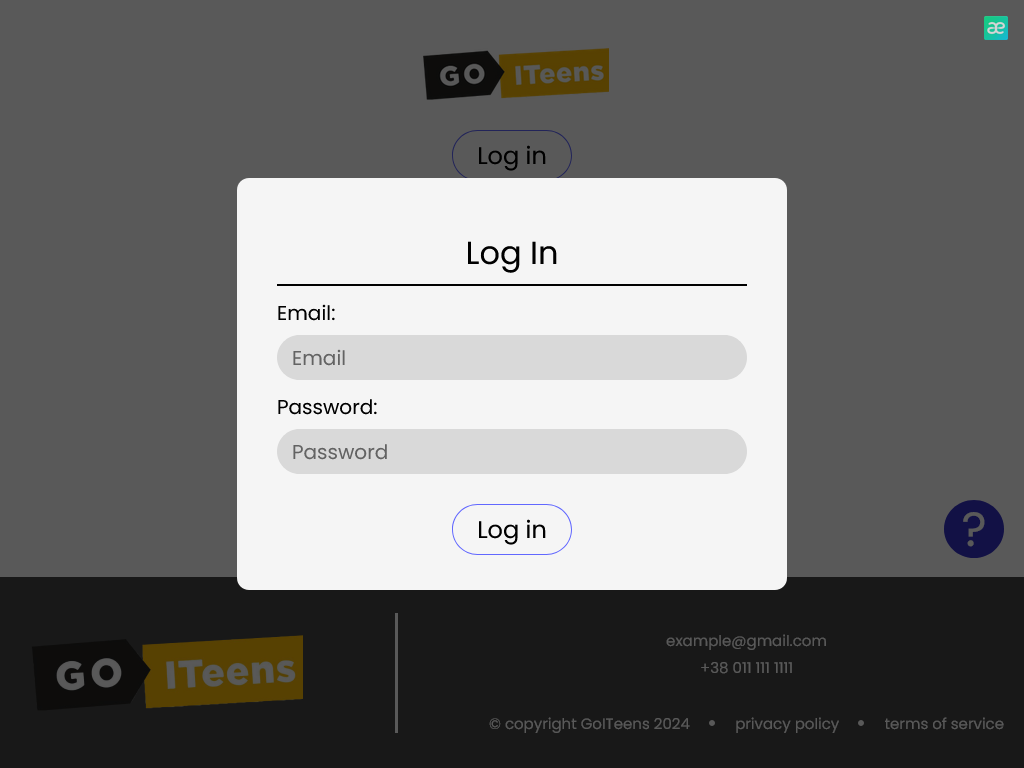 æ
GO ITeens
Log in
Log In
Email:
Email
Password:
Password
Log in
?
GO ITeens
example@gmail.com
+38 011 111 1111
© copyright GoITeens 2024 • privacy policy • terms of service